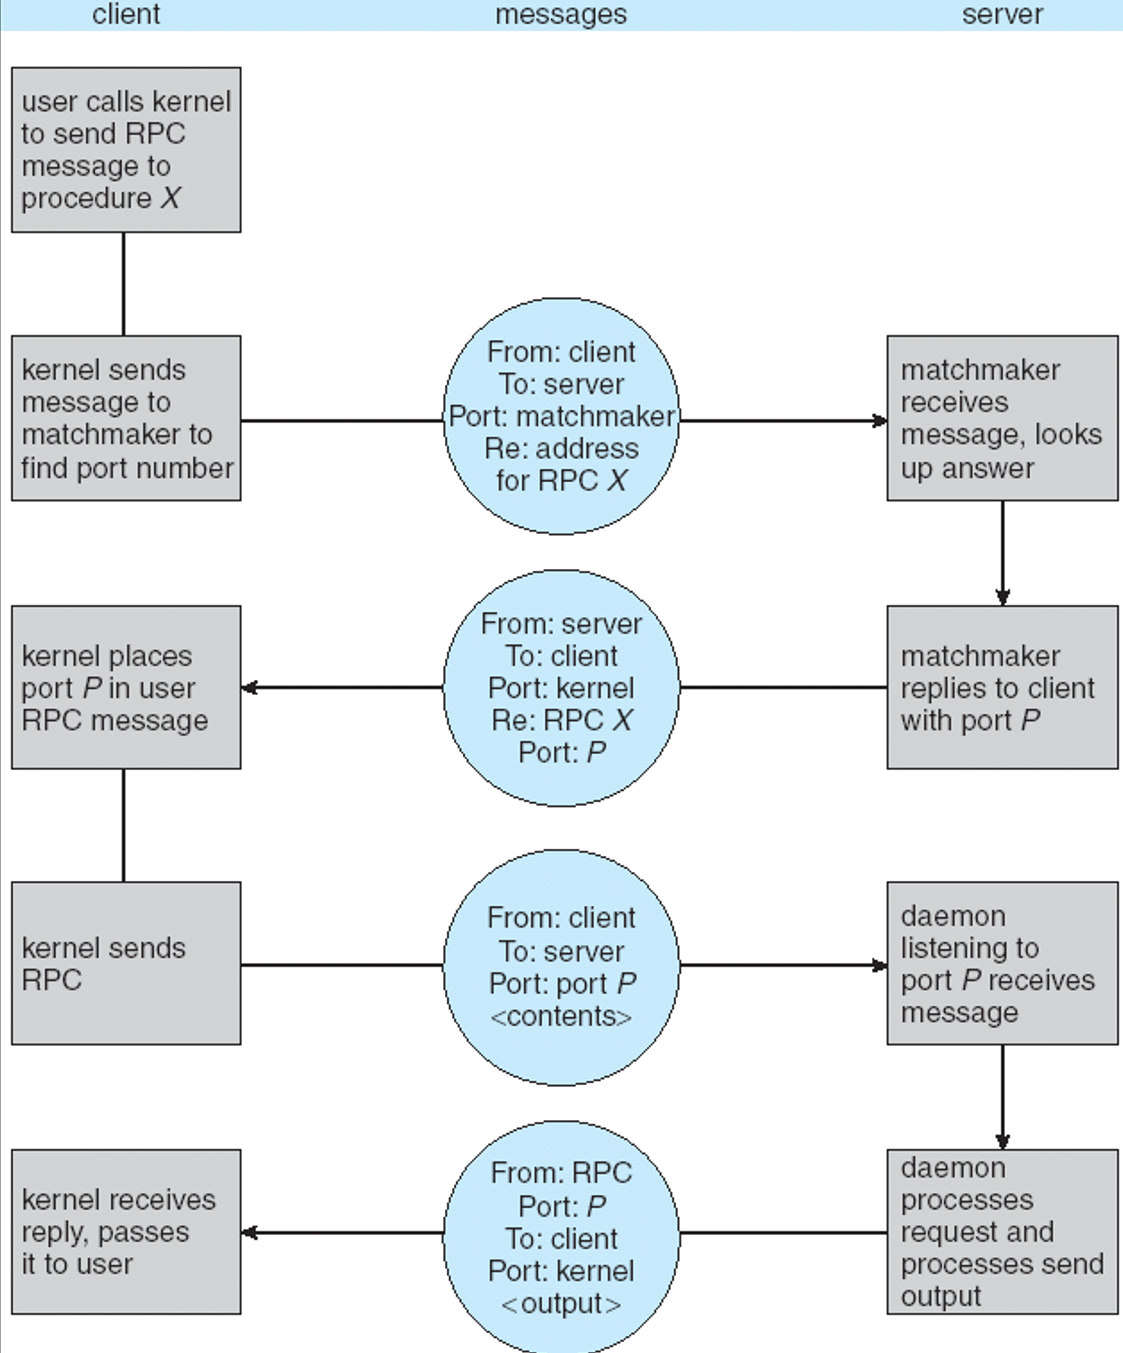 client
messages
server
user calls kernel
to send RPC
message to
procedure X
kernel sends
message to
matchmaker to
find port number
From: client
To: server
Port: matchmaker
Re: address
for RPC X
matchmaker
receives
message, looks
up answer
kernel places
port P in user
RPC message
From: server
To: client
Port: kernel
Re: RPC X
Port: P
matchmaker
replies to client
with port P
kernel sends
RPC
From: client
To: server
Port: port P
<contents>
daemon
listening to
port P receives
message
kernel receives
reply, passes
it to user
From: RPC
Port: P
To: client
Port: kernel
<output>
daemon
processes
request and
processes send
output